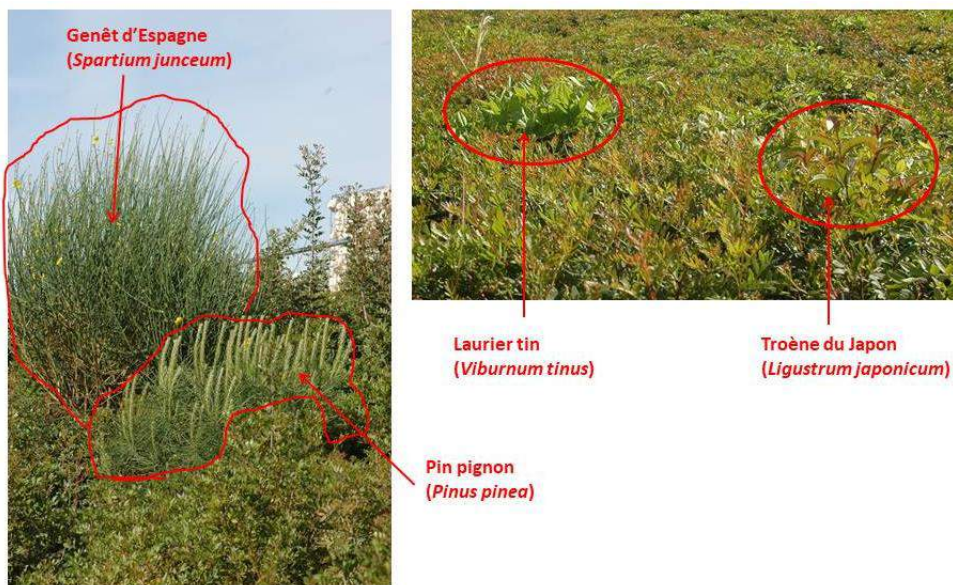 Genêt d’Espagne
(Spartium junceum)
Laurier tin
(Viburnum tinus)
Troène du Japon
(Ligustrum japonicum)
Pin pignon
(Pinus pinea)